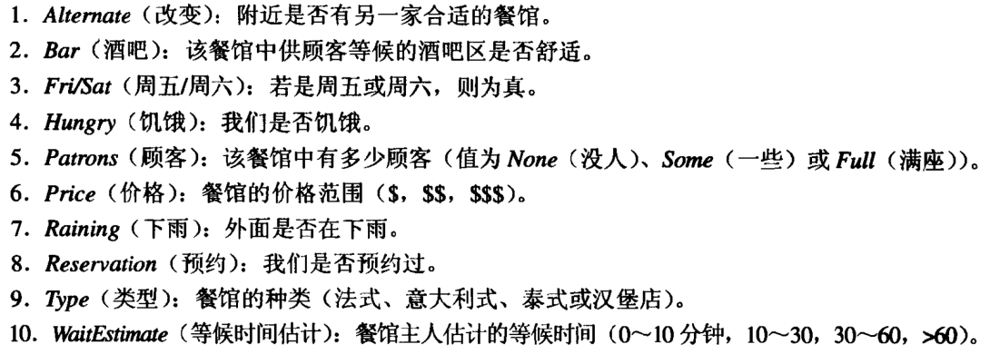 1. Alternate（改变）：附近是否有另一家合适的餐馆。
2. Bar（酒吧）：该餐馆中供顾客等候的酒吧区是否舒适。
3. Fri/Sat（周五/周六）：若是周五或周六，则为真。
4. Hungry（饥饿）：我们是否饥饿。
5. Patrons（顾客）：该餐馆中有多少顾客（值为 None（没人）、Some（一些）或 Full（满座））。
6. Price（价格）：餐馆的价格范围（$，$$，$$$）。
7. Raining（下雨）：外面是否在下雨。
8. Reservation（预约）：我们是否预约过。
9. Type（类型）：餐馆的种类（法式、意大利式、泰式或汉堡店）。
10. WaitEstimate（等候时间估计）：餐馆主人估计的等候时间（0～10 分钟，10～30，30～60，>60）。